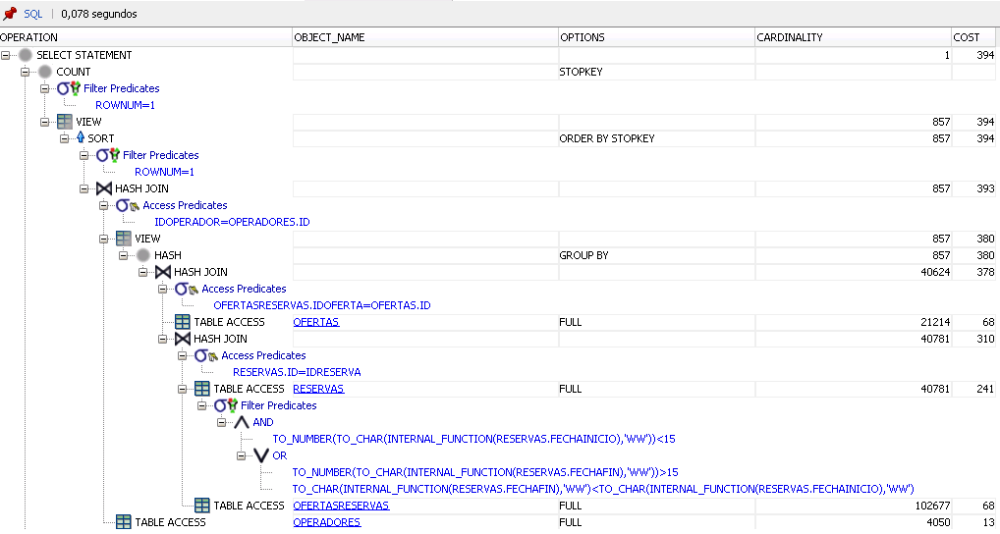 SQL | 0,078 segundos
OPERATION OBJECT_NAME OPTIONS CARDINALITY COST
SELECT STATEMENT 1 394
COUNT STOPKEY
Filter Predicates
ROWNUM=1
VIEW 857 394
SORT ORDER BY STOPKEY 857 394
Filter Predicates
ROWNUM=1
HASH JOIN 857 393
Access Predicates
IDOPERADOR=OPERADORES.ID
VIEW 857 380
HASH GROUP BY 857 380
HASH JOIN 40624 378
Access Predicates
OFERTASRESERVAS.IDOFERTA=OFERTAS.ID
TABLE ACCESS OFERTAS FULL 21214 68
HASH JOIN 40781 310
Access Predicates
RESERVAS.ID=IDRESERVA
TABLE ACCESS RESERVAS FULL 40781 241
Filter Predicates
AND
TO_NUMBER(TO_CHAR(INTERNAL_FUNCTION(RESERVAS.FECHAINICIO),'WW'))<15
OR
TO_NUMBER(TO_CHAR(INTERNAL_FUNCTION(RESERVAS.FECHAFIN),'WW'))>15
TO_CHAR(INTERNAL_FUNCTION(RESERVAS.FECHAFIN),'WW')<TO_CHAR(INTERNAL_FUNCTION(RESERVAS.FECHAINICIO),'WW')
TABLE ACCESS OFERTASRESERVAS FULL 102677 68
TABLE ACCESS OPERADORES FULL 4050 13